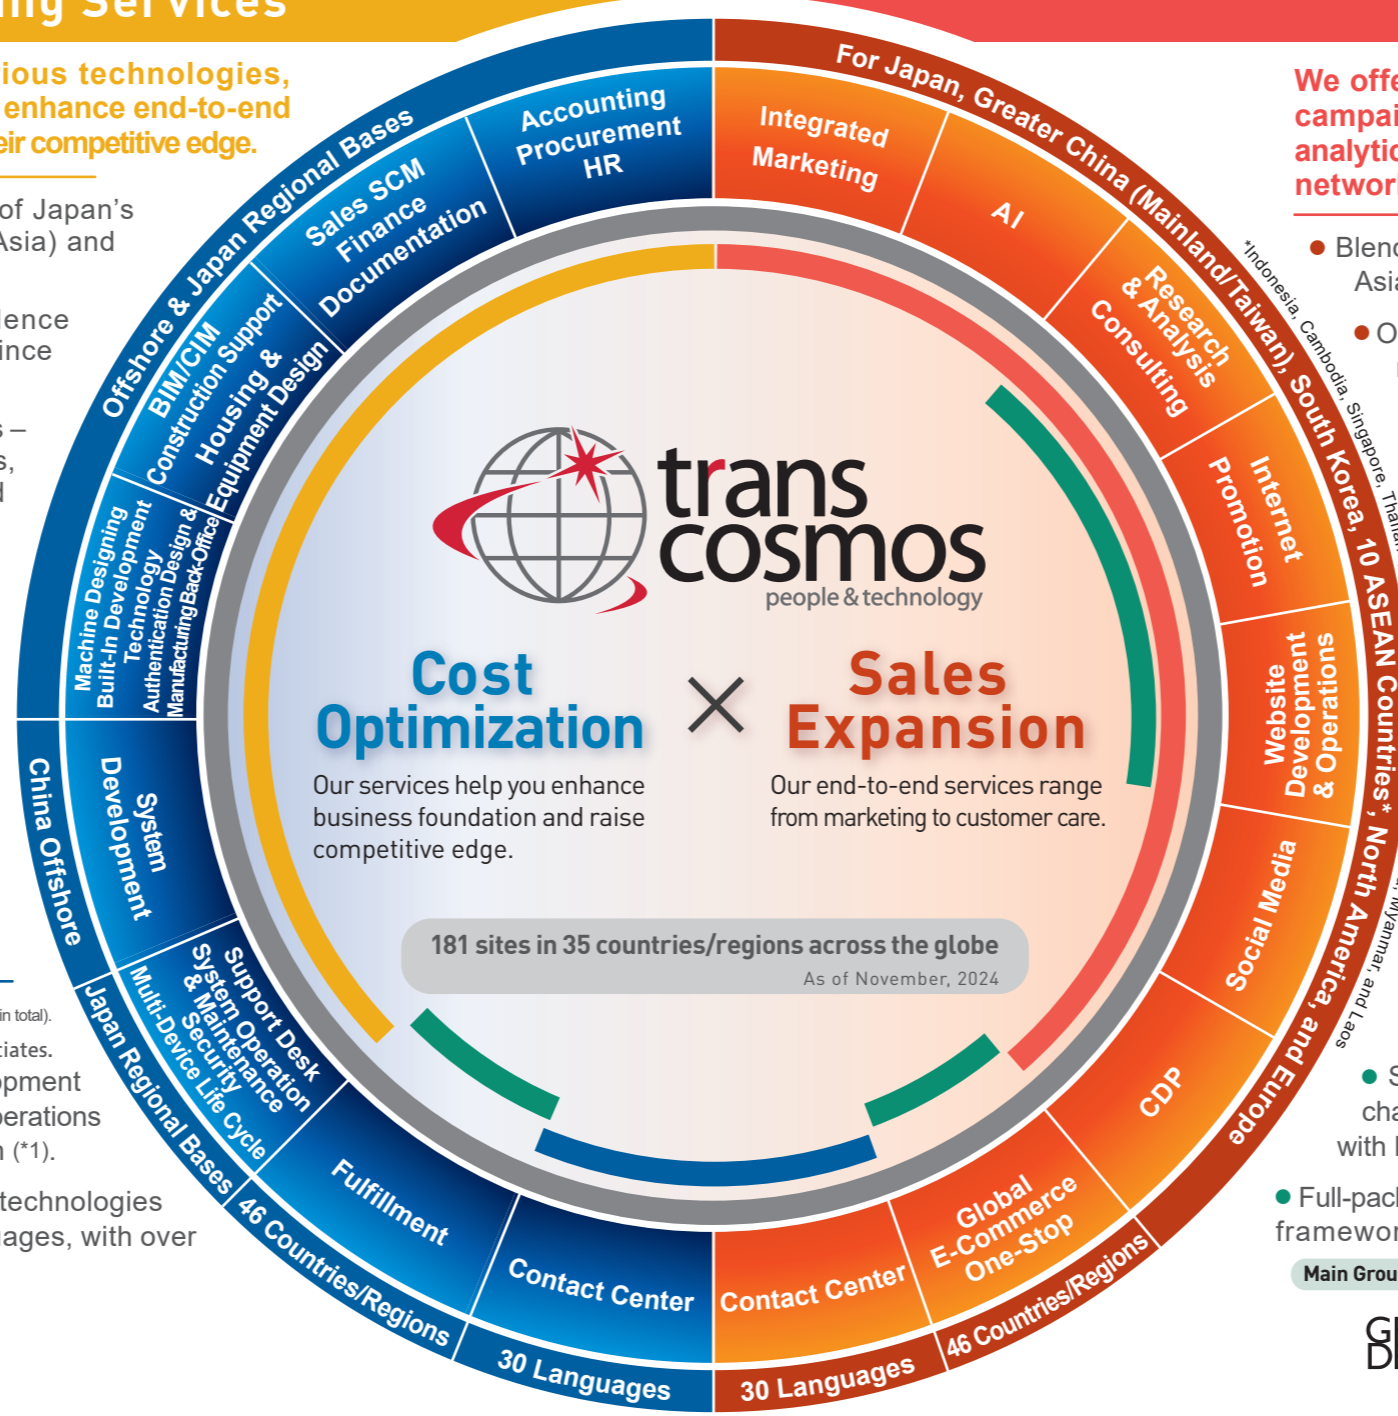 ing Services
rious technologies,
enhance end-to-end
eir competitive edge.
of Japan's
Asia) and
lence
ince
s –
s,
d
in total).
tiates.
opment
perations
n (*1).
technologies
uages, with over
Offshore & Japan Regional Bases
Accounting
Procurement
HR
Sales SCM
Finance
Documentation
BIM/CIM
Construction Support
Housing &
Equipment Design
Machine Designing
Built-In Development
Technology
Authentication Design &
Manufacturing Back-Office
China Offshore
System
Development
Japan Regional Bases
Support Desk
System Operation
& Maintenance
Security
Multi-Device Life Cycle
46 Countries/Regions
Fulfillment
30 Languages
Contact Center
For Japan, Greater China (Mainland/Taiwan), South Korea, 10 ASEAN Countries*, North America, and Europe
Integrated
Marketing
AI
Research
& Analysis
Consulting
Internet
Promotion
Website
Development
& Operations
Social Media
CDP
Global
E-Commerce
One-Stop
46 Countries/Regions
Contact Center
30 Languages
trans
cosmos
people & technology
Cost
Optimization
Our services help you enhance
business foundation and raise
competitive edge.
×
Sales
Expansion
Our end-to-end services range
from marketing to customer care.
181 sites in 35 countries/regions across the globe
As of November, 2024
*Indonesia, Cambodia, Singapore,
Myanmar, and Laos
We offe
campai
analytic
network
● Blend
Asia
● O
● S
cha
with
● Full-pack
framewor
Main Grou